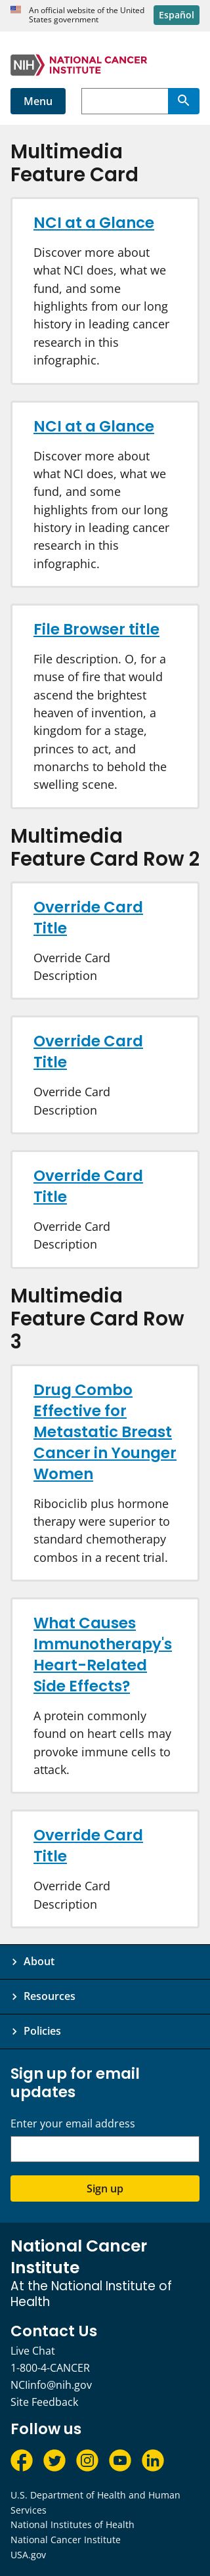 An official website of the United
States government
Español
NIH NATIONAL CANCER
INSTITUTE
Menu
Multimedia
Feature Card
NCI at a Glance
Discover more about
what NCI does, what we
fund, and some
highlights from our long
history in leading cancer
research in this
infographic.
NCI at a Glance
Discover more about
what NCI does, what we
fund, and some
highlights from our long
history in leading cancer
research in this
infographic.
File Browser title
File description. O, for a
muse of fire that would
ascend the brightest
heaven of invention, a
kingdom for a stage,
princes to act, and
monarchs to behold the
swelling scene.
Multimedia
Feature Card Row 2
Override Card
Title
Override Card
Description
Override Card
Title
Override Card
Description
Override Card
Title
Override Card
Description
Multimedia
Feature Card Row
3
Drug Combo
Effective for
Metastatic Breast
Cancer in Younger
Women
Ribociclib plus hormone
therapy were superior to
standard chemotherapy
combos in a recent trial.
What Causes
Immunotherapy's
Heart-Related
Side Effects?
A protein commonly
found on heart cells may
provoke immune cells to
attack.
Override Card
Title
Override Card
Description
About
Resources
Policies
Sign up for email
updates
Enter your email address
Sign up
National Cancer
Institute
At the National Institute of
Health
Contact Us
Live Chat
1-800-4-CANCER
NCIinfo@nih.gov
Site Feedback
Follow us
U.S. Department of Health and Human
Services
National Institutes of Health
National Cancer Institute
USA.gov